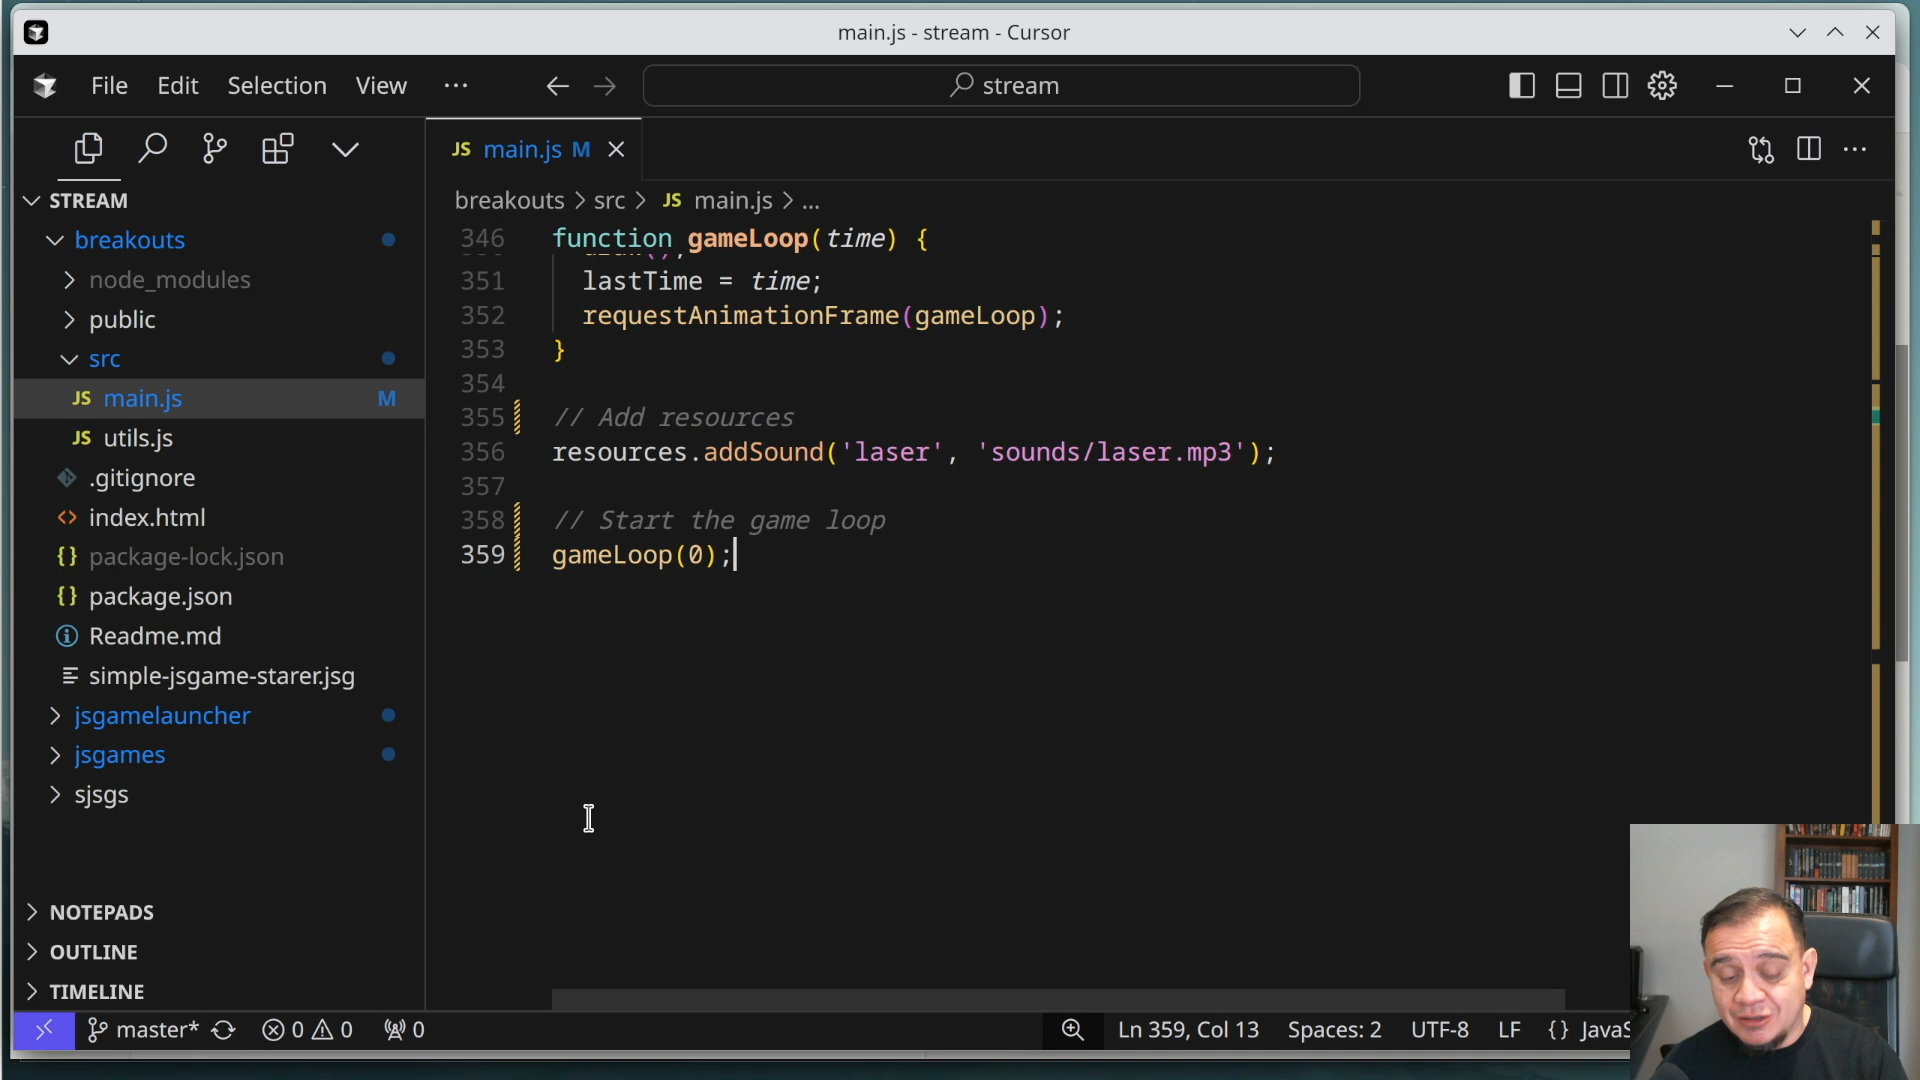 main.js - stream - Cursor
File Edit Selection View ··· stream
JS main.js M
STREAM
breakouts > src > JS main.js > ...
breakouts
node_modules
public
src
JS main.js M
JS utils.js
.gitignore
<> index.html
{} package-lock.json
{} package.json
Readme.md
simple-jsgame-starer.jsg
jsgamelauncher
jsgames
sjsgs
NOTEPADS
OUTLINE
TIMELINE
346 function gameLoop(time) {
351 lastTime = time;
352 requestAnimationFrame(gameLoop);
353 }
354
355 // Add resources
356 resources.addSound('laser', 'sounds/laser.mp3');
357
358 // Start the game loop
359 gameLoop(0);
master* 0 0 0 Ln 359, Col 13 Spaces: 2 UTF-8 LF {} JavaS